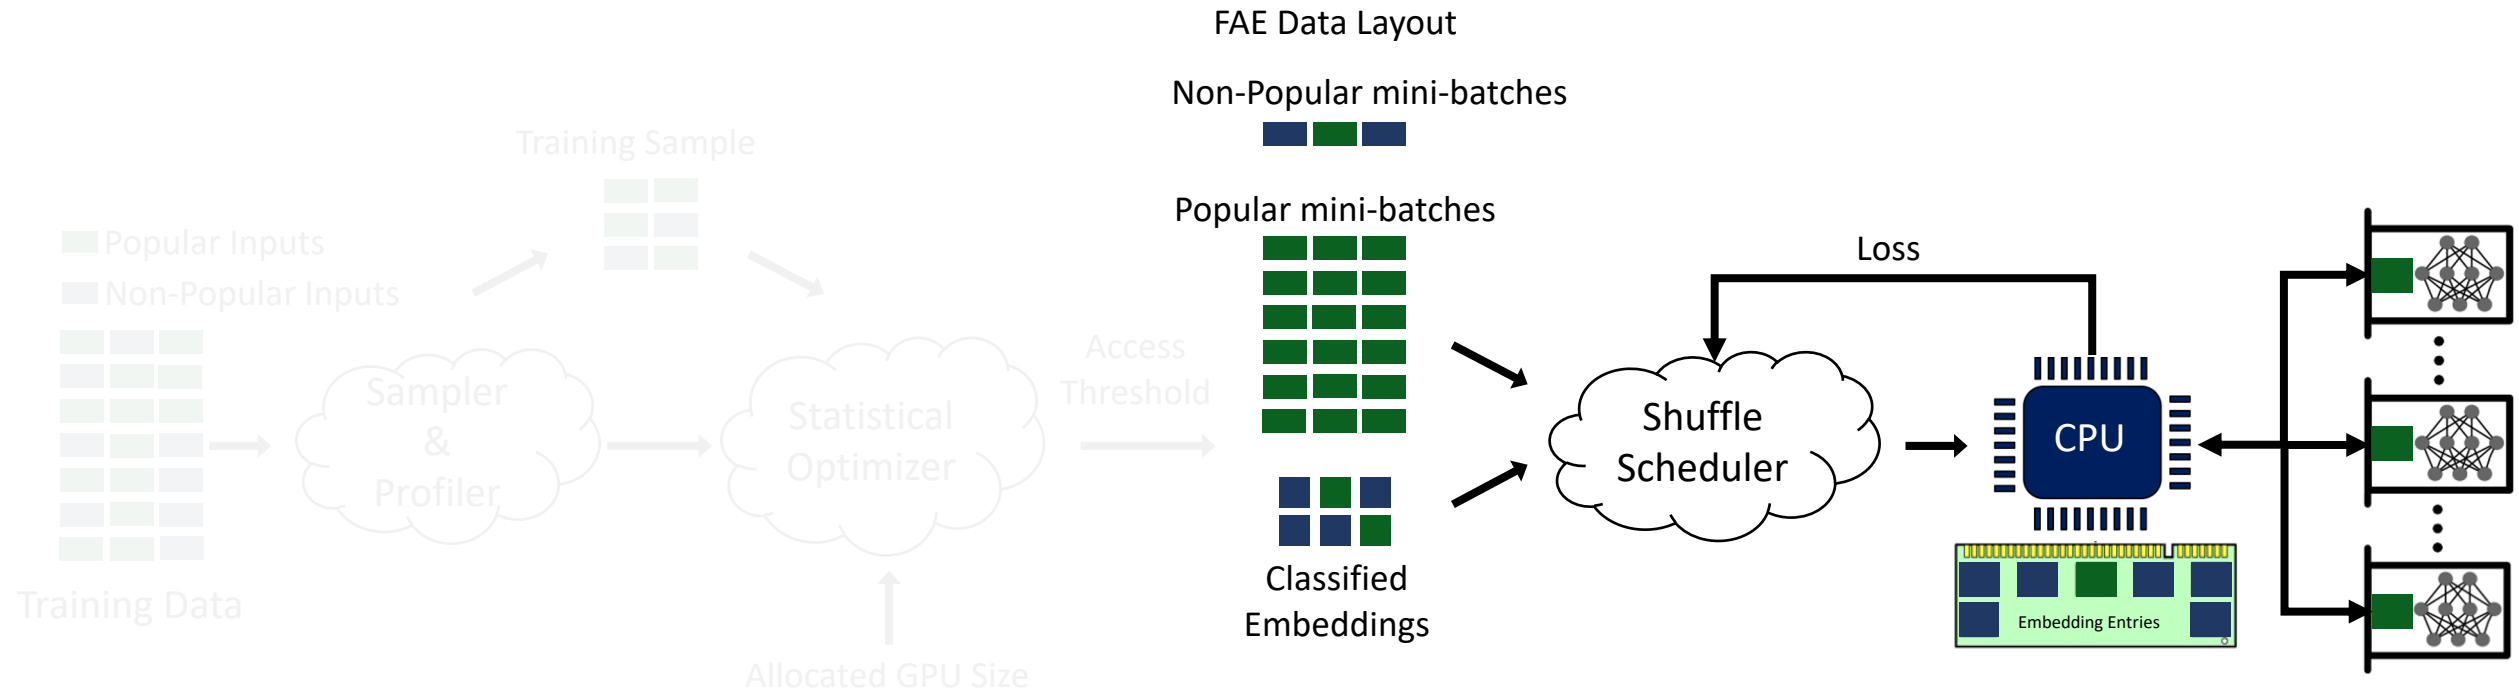 FAE Data Layout
Non-Popular mini-batches
Training Sample
Popular mini-batches
Popular Inputs
Non-Popular Inputs
Loss
Access
Threshold
Sampler
&
Profiler
Statistical
Optimizer
Shuffle
Scheduler
CPU
Classified
Embeddings
Training Data
Embedding Entries
Allocated GPU Size